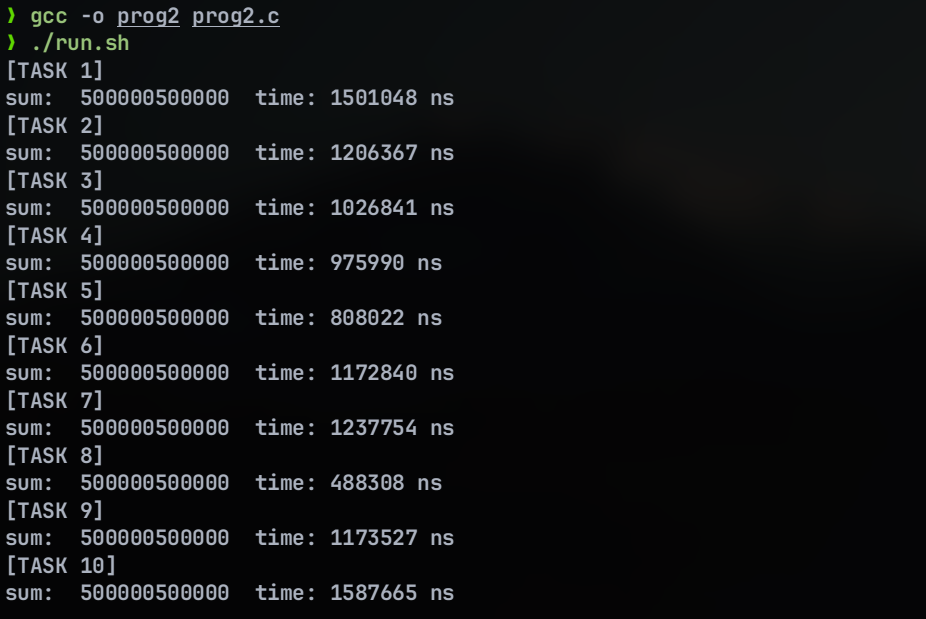 ❯ gcc -o prog2 prog2.c
❯ ./run.sh
[TASK 1]
sum:  500000500000  time: 1501048 ns
[TASK 2]
sum:  500000500000  time: 1206367 ns
[TASK 3]
sum:  500000500000  time: 1026841 ns
[TASK 4]
sum:  500000500000  time: 975990 ns
[TASK 5]
sum:  500000500000  time: 808022 ns
[TASK 6]
sum:  500000500000  time: 1172840 ns
[TASK 7]
sum:  500000500000  time: 1237754 ns
[TASK 8]
sum:  500000500000  time: 488308 ns
[TASK 9]
sum:  500000500000  time: 1173527 ns
[TASK 10]
sum:  500000500000  time: 1587665 ns